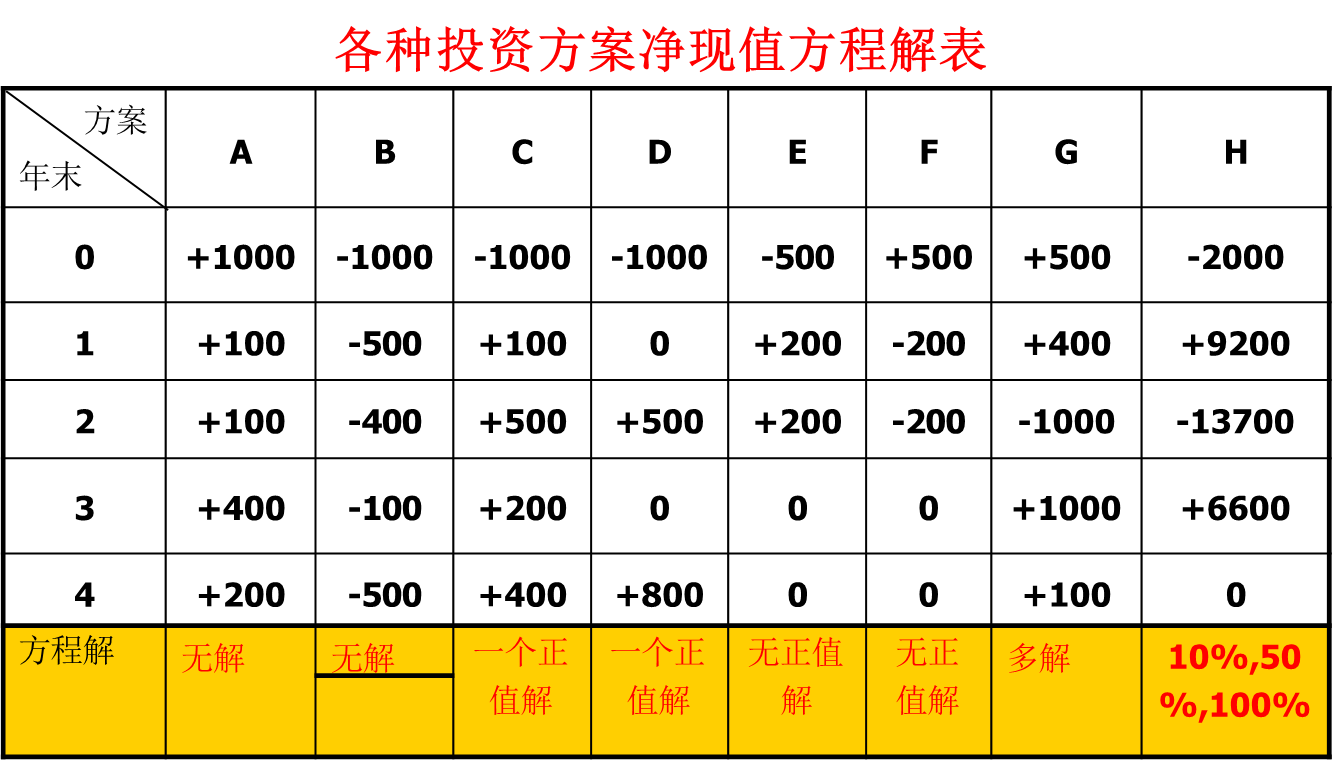 各种投资方案净现值方程解表
方案
年末
A B C D E F G H
0 +1000 -1000 -1000 -1000 -500 +500 +500 -2000
1 +100 -500 +100 0 +200 -200 +400 +9200
2 +100 -400 +500 +500 +200 -200 -1000 -13700
3 +400 -100 +200 0 0 0 +1000 +6600
4 +200 -500 +400 +800 0 0 +100 0
方程解 无解 无解 一个正 一个正 无正值 无正 多解 10%,50
值解 值解 解 值解 %,100%